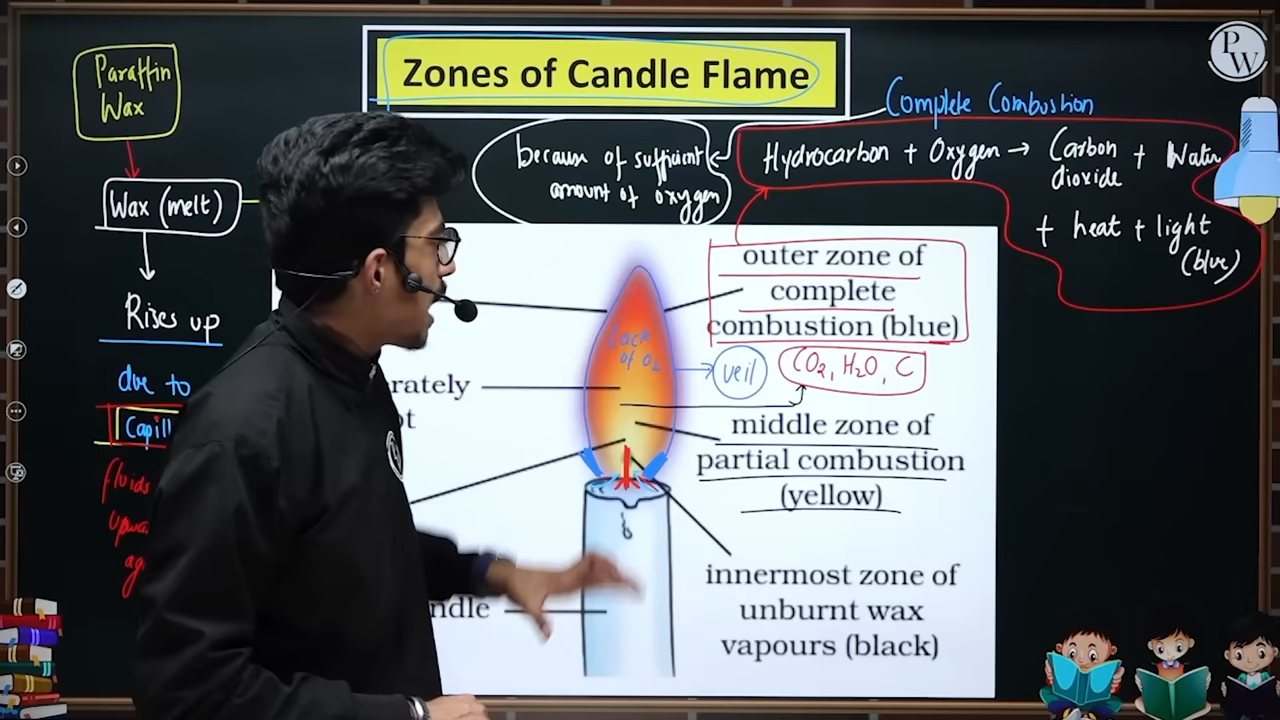 Zones of Candle Flame
PW
Paraffin
Wax
Wax (melt)
Rises up
due to
fluids
Complete Combustion
because of sufficient
amount of oxygen
Hydrocarbon + Oxygen → Carbon dioxide + Water
+ heat + light
(blue)
outer zone of
complete
combustion (blue)
Lack
of O₂
veil
CO₂, H₂O, C
middle zone of
partial combustion
(yellow)
innermost zone of
unburnt wax
vapours (black)